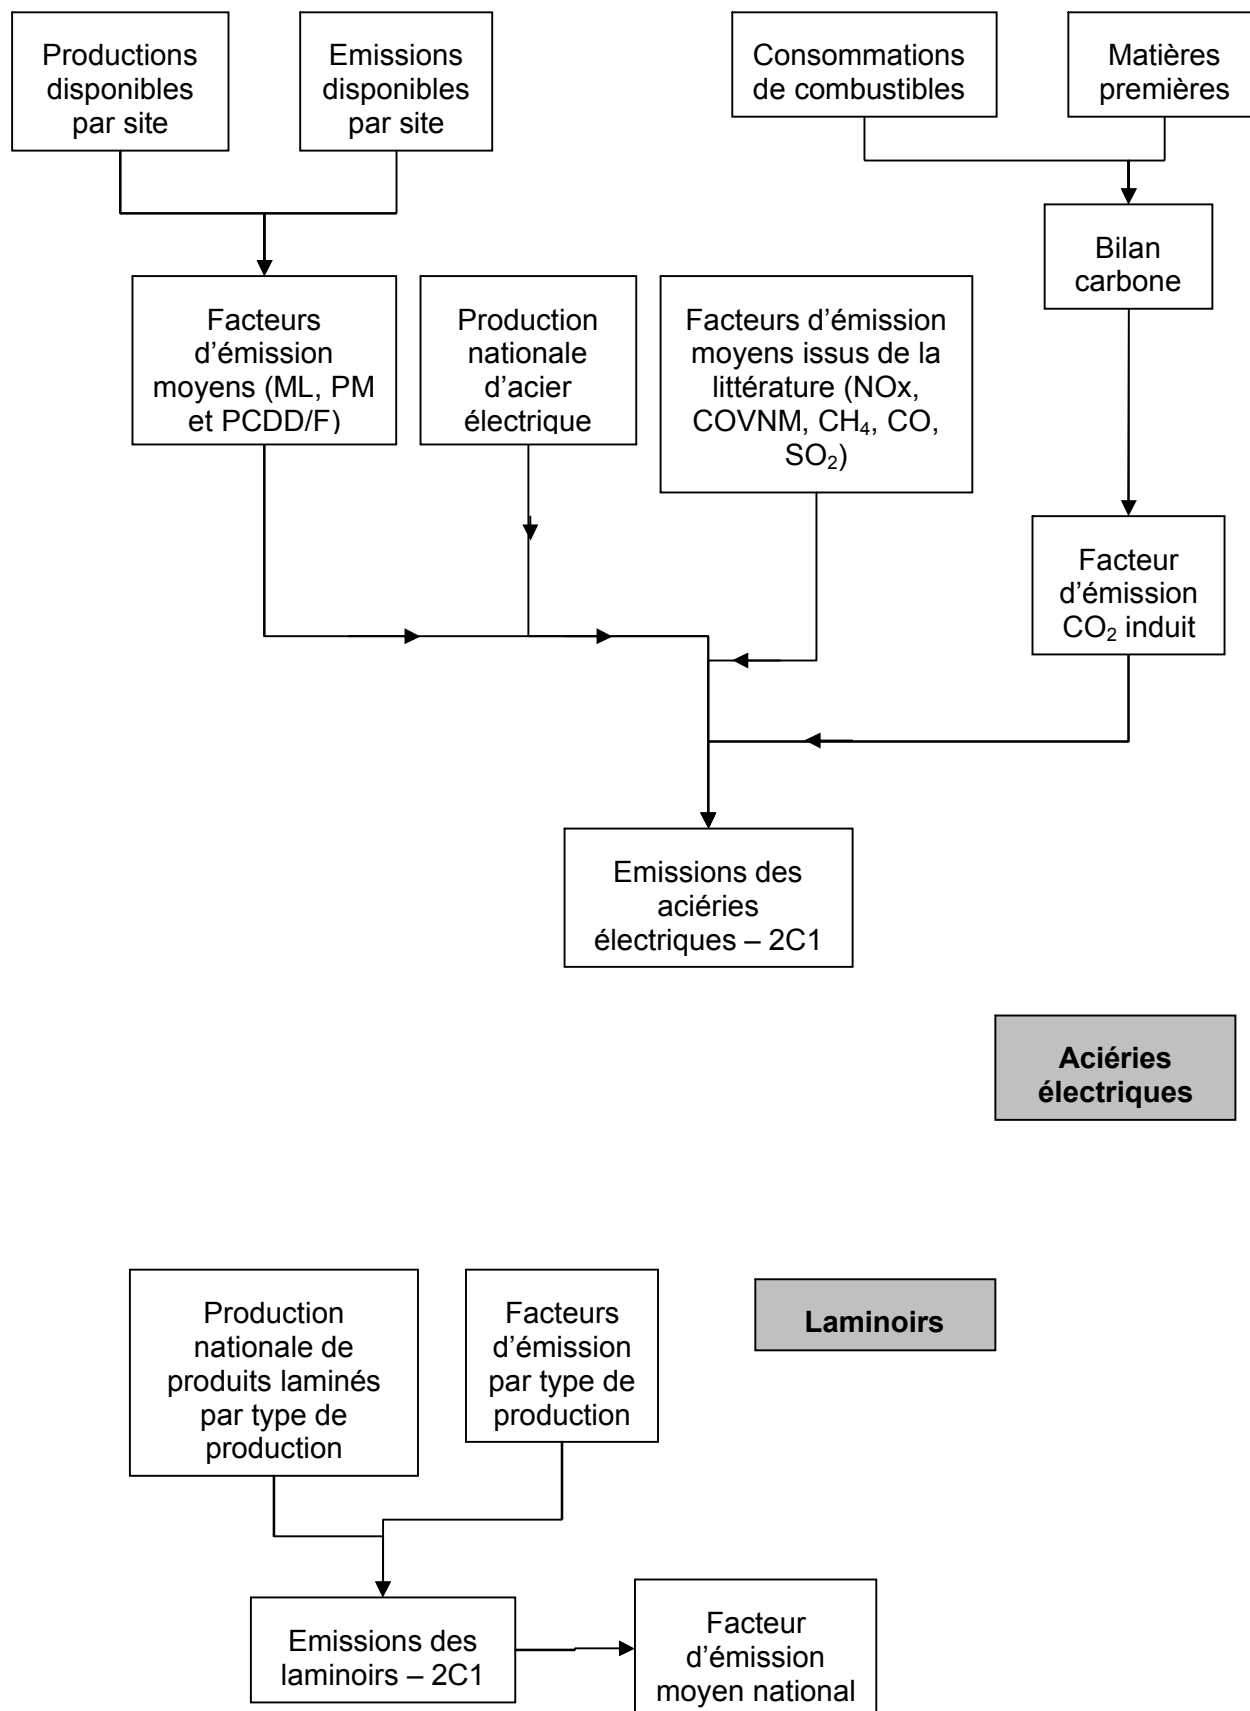 Productions
disponibles
par site
Emissions
disponibles
par site
Consommations
de combustibles
Matières
premières
Bilan
carbone
Facteurs
d’émission
moyens (ML, PM
et PCDD/F)
Production
nationale
d’acier
électrique
Facteurs d’émission
moyens issus de la
littérature (NOx,
COVNM, CH₄, CO,
SO₂)
Facteur
d’émission
CO₂ induit
Emissions des
aciéries
électriques – 2C1
Aciéries
électriques
Production
nationale de
produits laminés
par type de
production
Facteurs
d’émission
par type de
production
Laminoirs
Emissions des
laminoirs – 2C1
Facteur
d’émission
moyen national